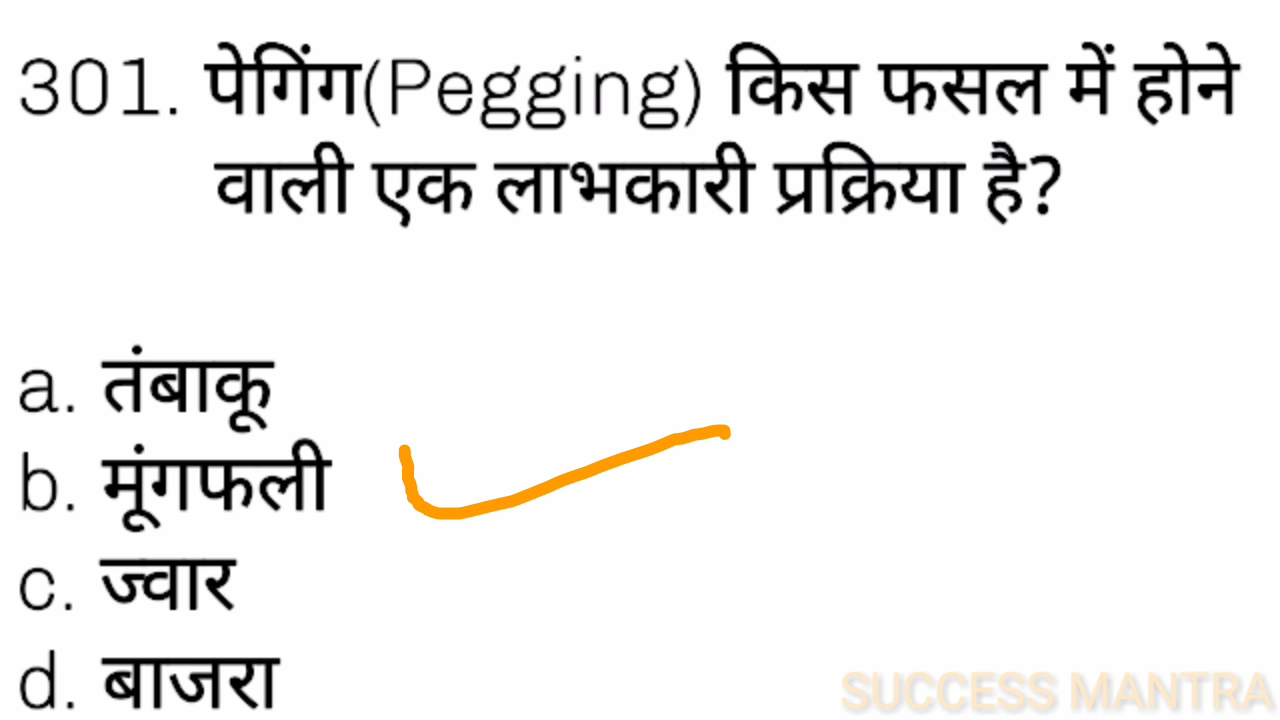 301. पेगिंग(Pegging) किस फसल में होने
वाली एक लाभकारी प्रक्रिया है?
a. तंबाकू
b. मूंगफली
c. ज्वार
d. बाजरा
SUCCESS MANTRA